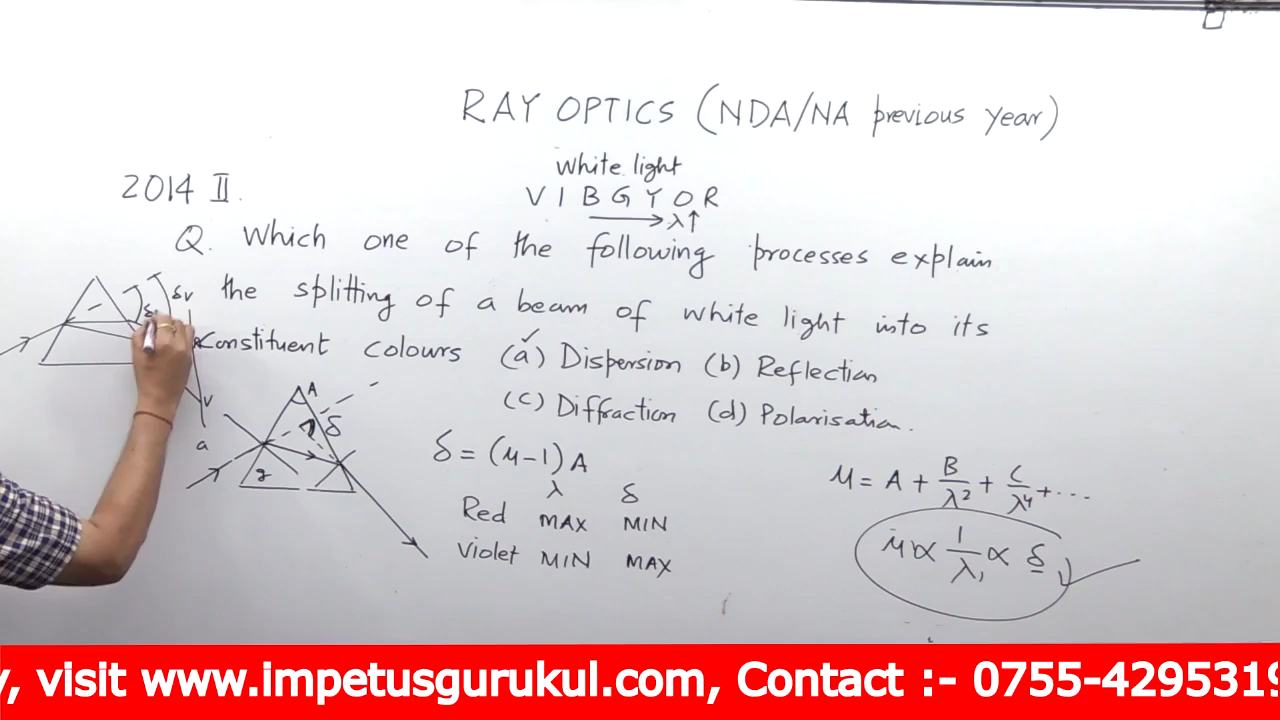 RAY OPTICS (NDA/NA previous year)
White light
2014 II.
V I B G Y O R
λ↑
Q. Which one of the following processes explain
the splitting of a beam of white light into its
constituent colours (a) Dispersion (b) Reflection
(c) Diffraction (d) Polarisation.
δv
v
a
A
δ
g
δ = (μ-1) A
λ δ
Red MAX MIN
Violet MIN MAX
μ = A + B/λ² + C/λ⁴ + ...
μ ∝ 1/λ ∝ δ
y, visit www.impetusgurukul.com, Contact :- 0755-4295319